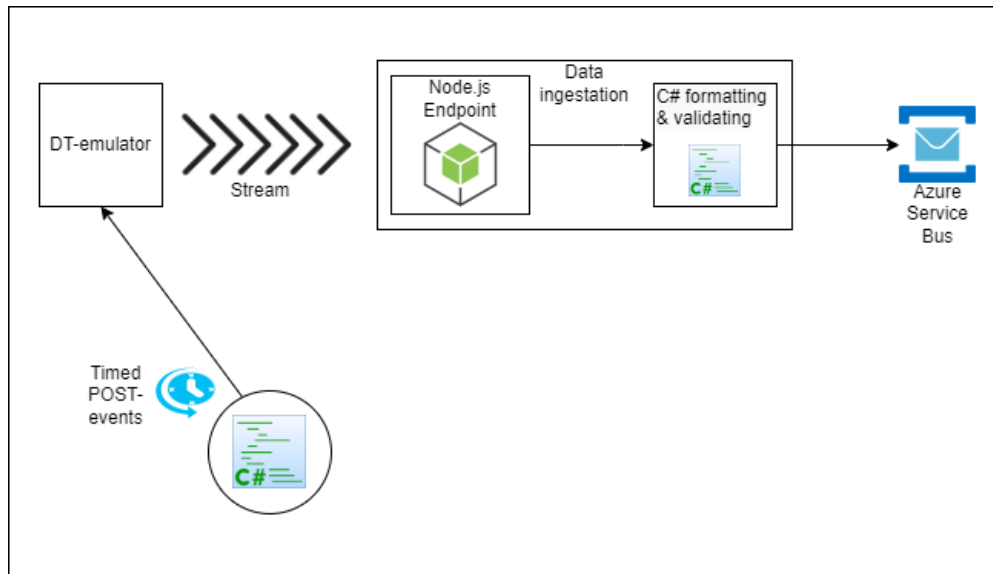 DT-emulator
Stream
Node.js
Endpoint
Data
ingestation
C# formatting
& validating
C#
Azure
Service
Bus
Timed
POST-
events
C#